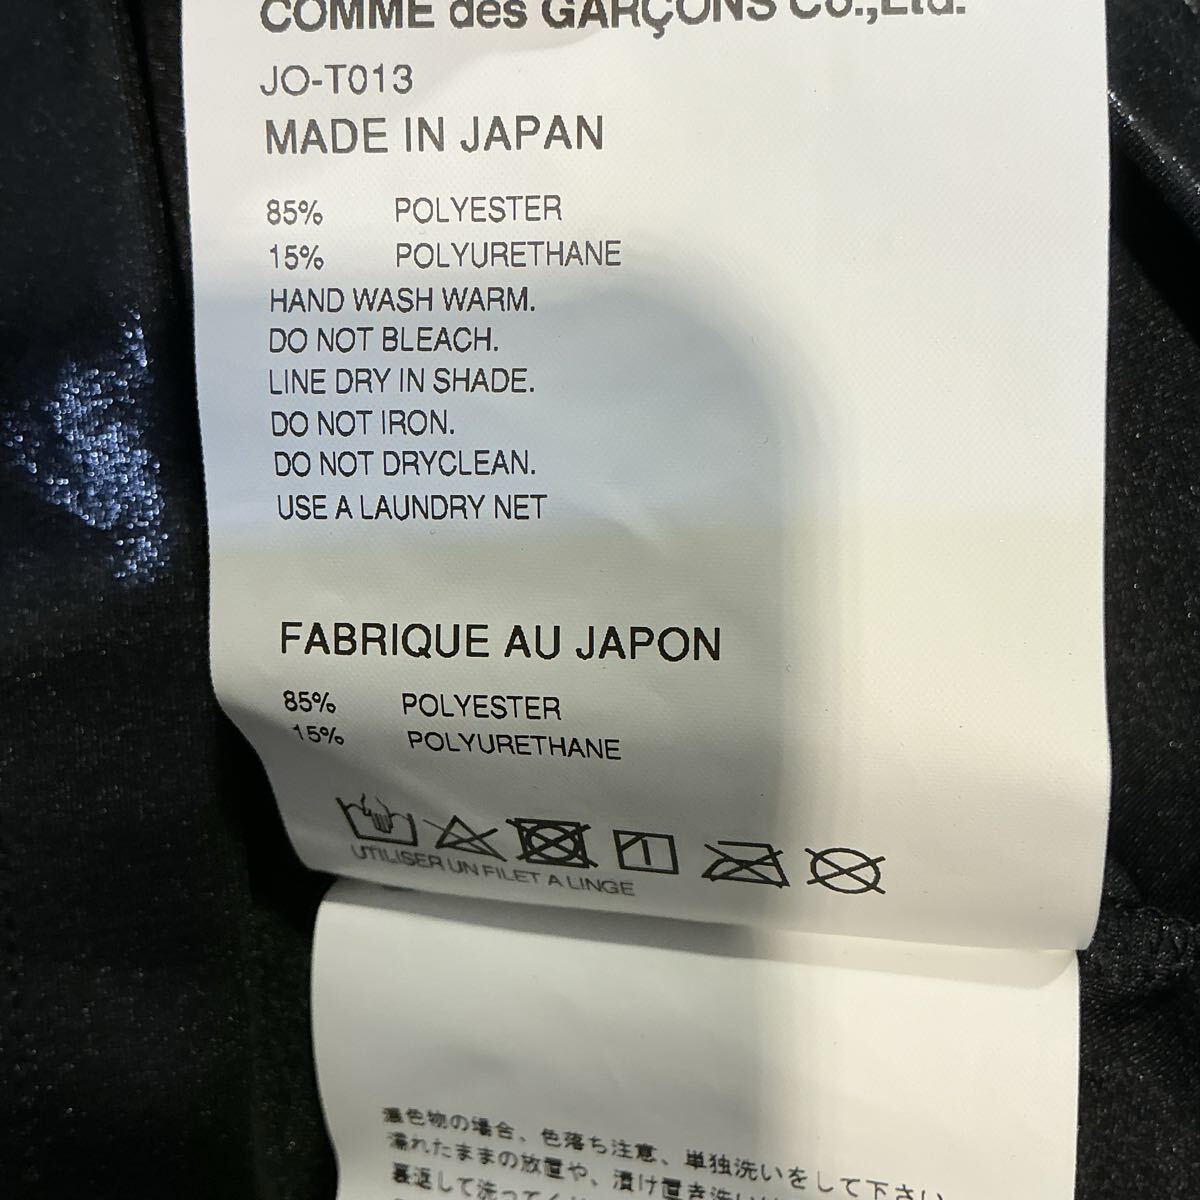 COMME des GARÇONS Co.,Ltd.
JO-T013
MADE IN JAPAN
85% POLYESTER
15% POLYURETHANE
HAND WASH WARM.
DO NOT BLEACH.
LINE DRY IN SHADE.
DO NOT IRON.
DO NOT DRYCLEAN.
USE A LAUNDRY NET
FABRIQUE AU JAPON
85% POLYESTER
15% POLYURETHANE
UTILISER UN FILET A LINGE
濃色物の場合、色落ち注意、単独洗いをして下さい
濡れたままの放置や、漬け置き洗い
裏返して洗って